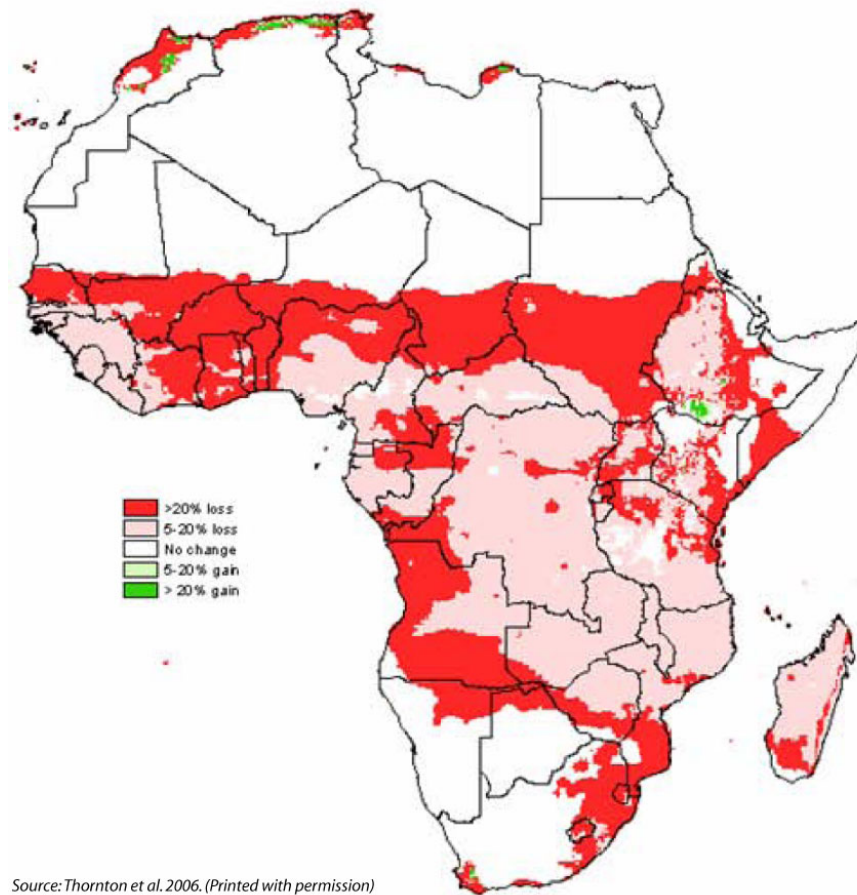 >20% loss
5-20% loss
No change
5-20% gain
> 20% gain
Source: Thornton et al. 2006. (Printed with permission)